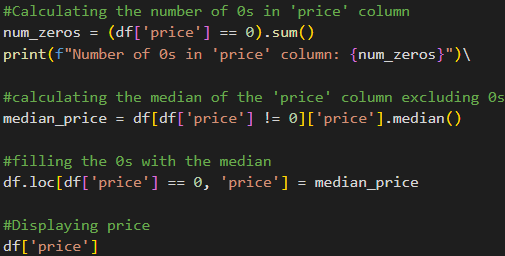 #Calculating the number of 0s in 'price' column
num_zeros = (df['price'] == 0).sum()
print(f"Number of 0s in 'price' column: {num_zeros}")\
#calculating the median of the 'price' column excluding 0s
median_price = df[df['price'] != 0]['price'].median()
#filling the 0s with the median
df.loc[df['price'] == 0, 'price'] = median_price
#Displaying price
df['price']